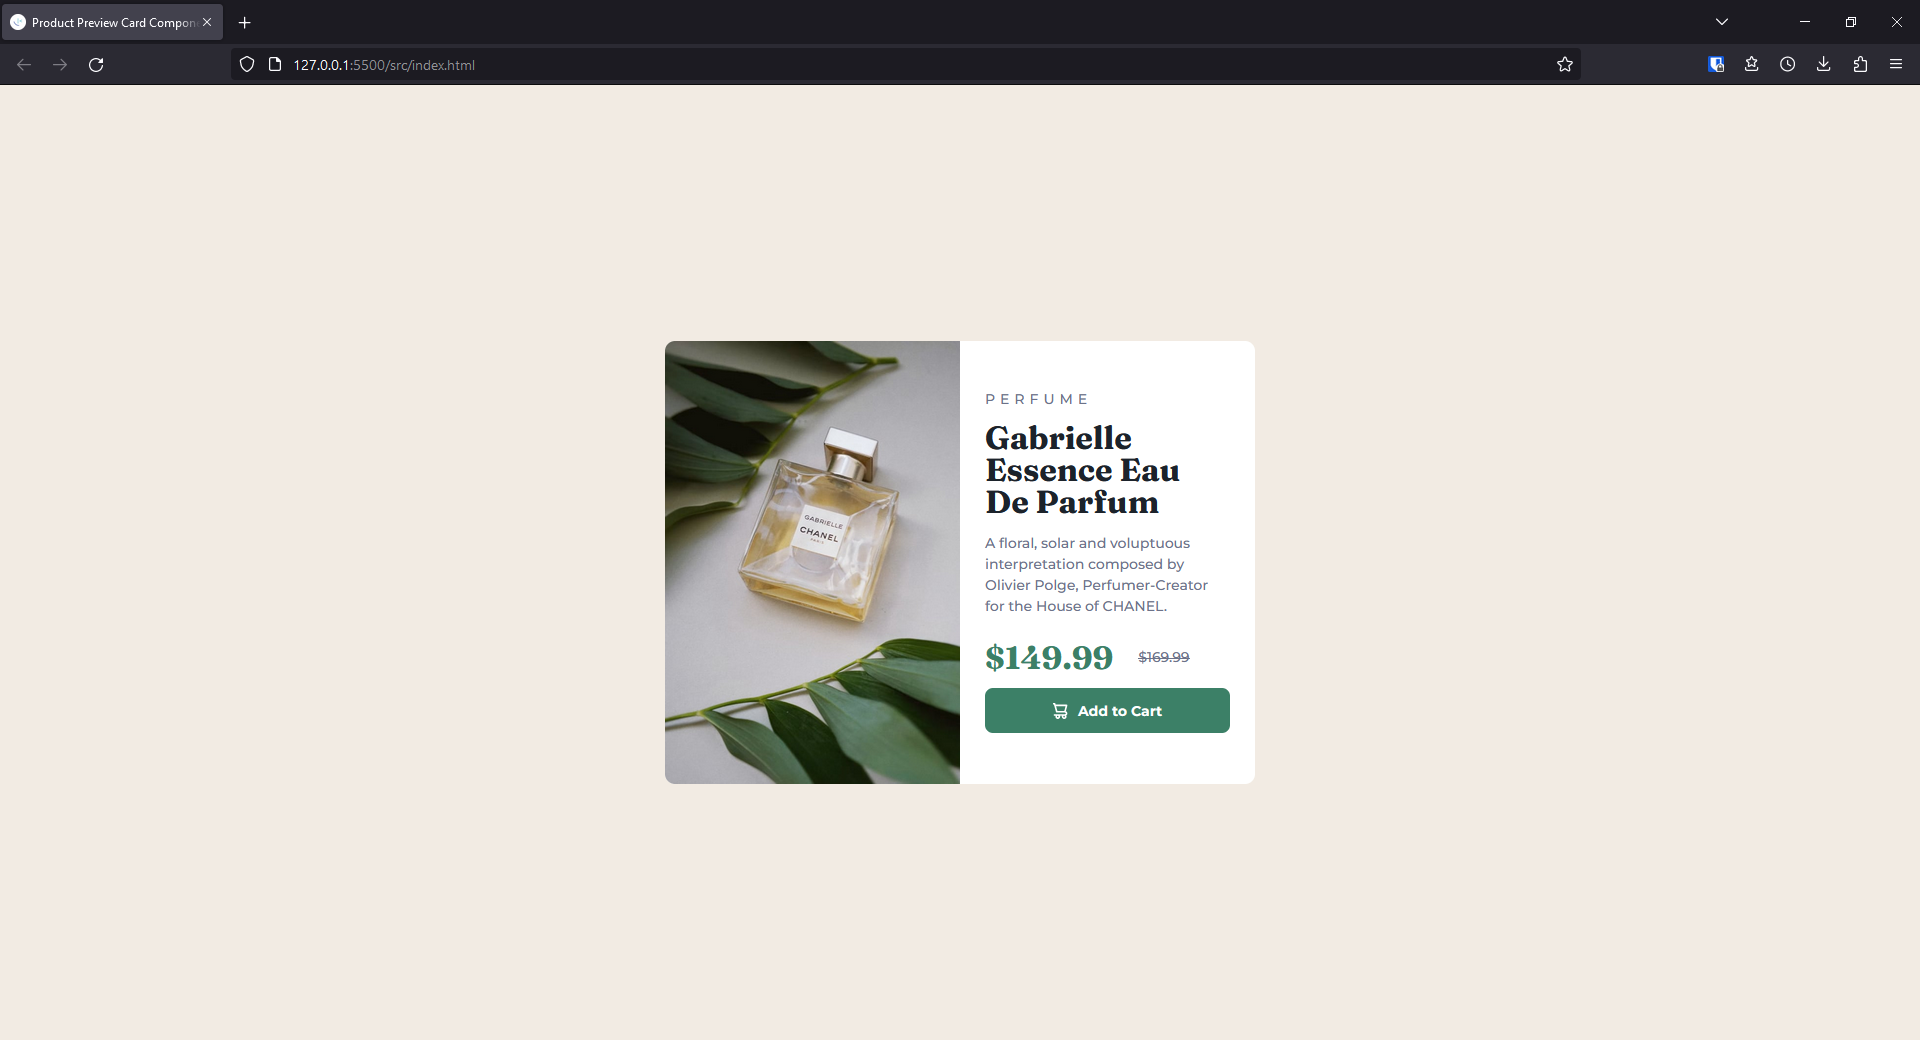 Product Preview Card Compon
127.0.0.1:5500/src/index.html
PERFUME
Gabrielle
Essence Eau
De Parfum
A floral, solar and voluptuous
interpretation composed by
Olivier Polge, Perfumer-Creator
for the House of CHANEL.
$149.99 $169.99
Add to Cart
GABRIELLE
CHANEL
PARIS